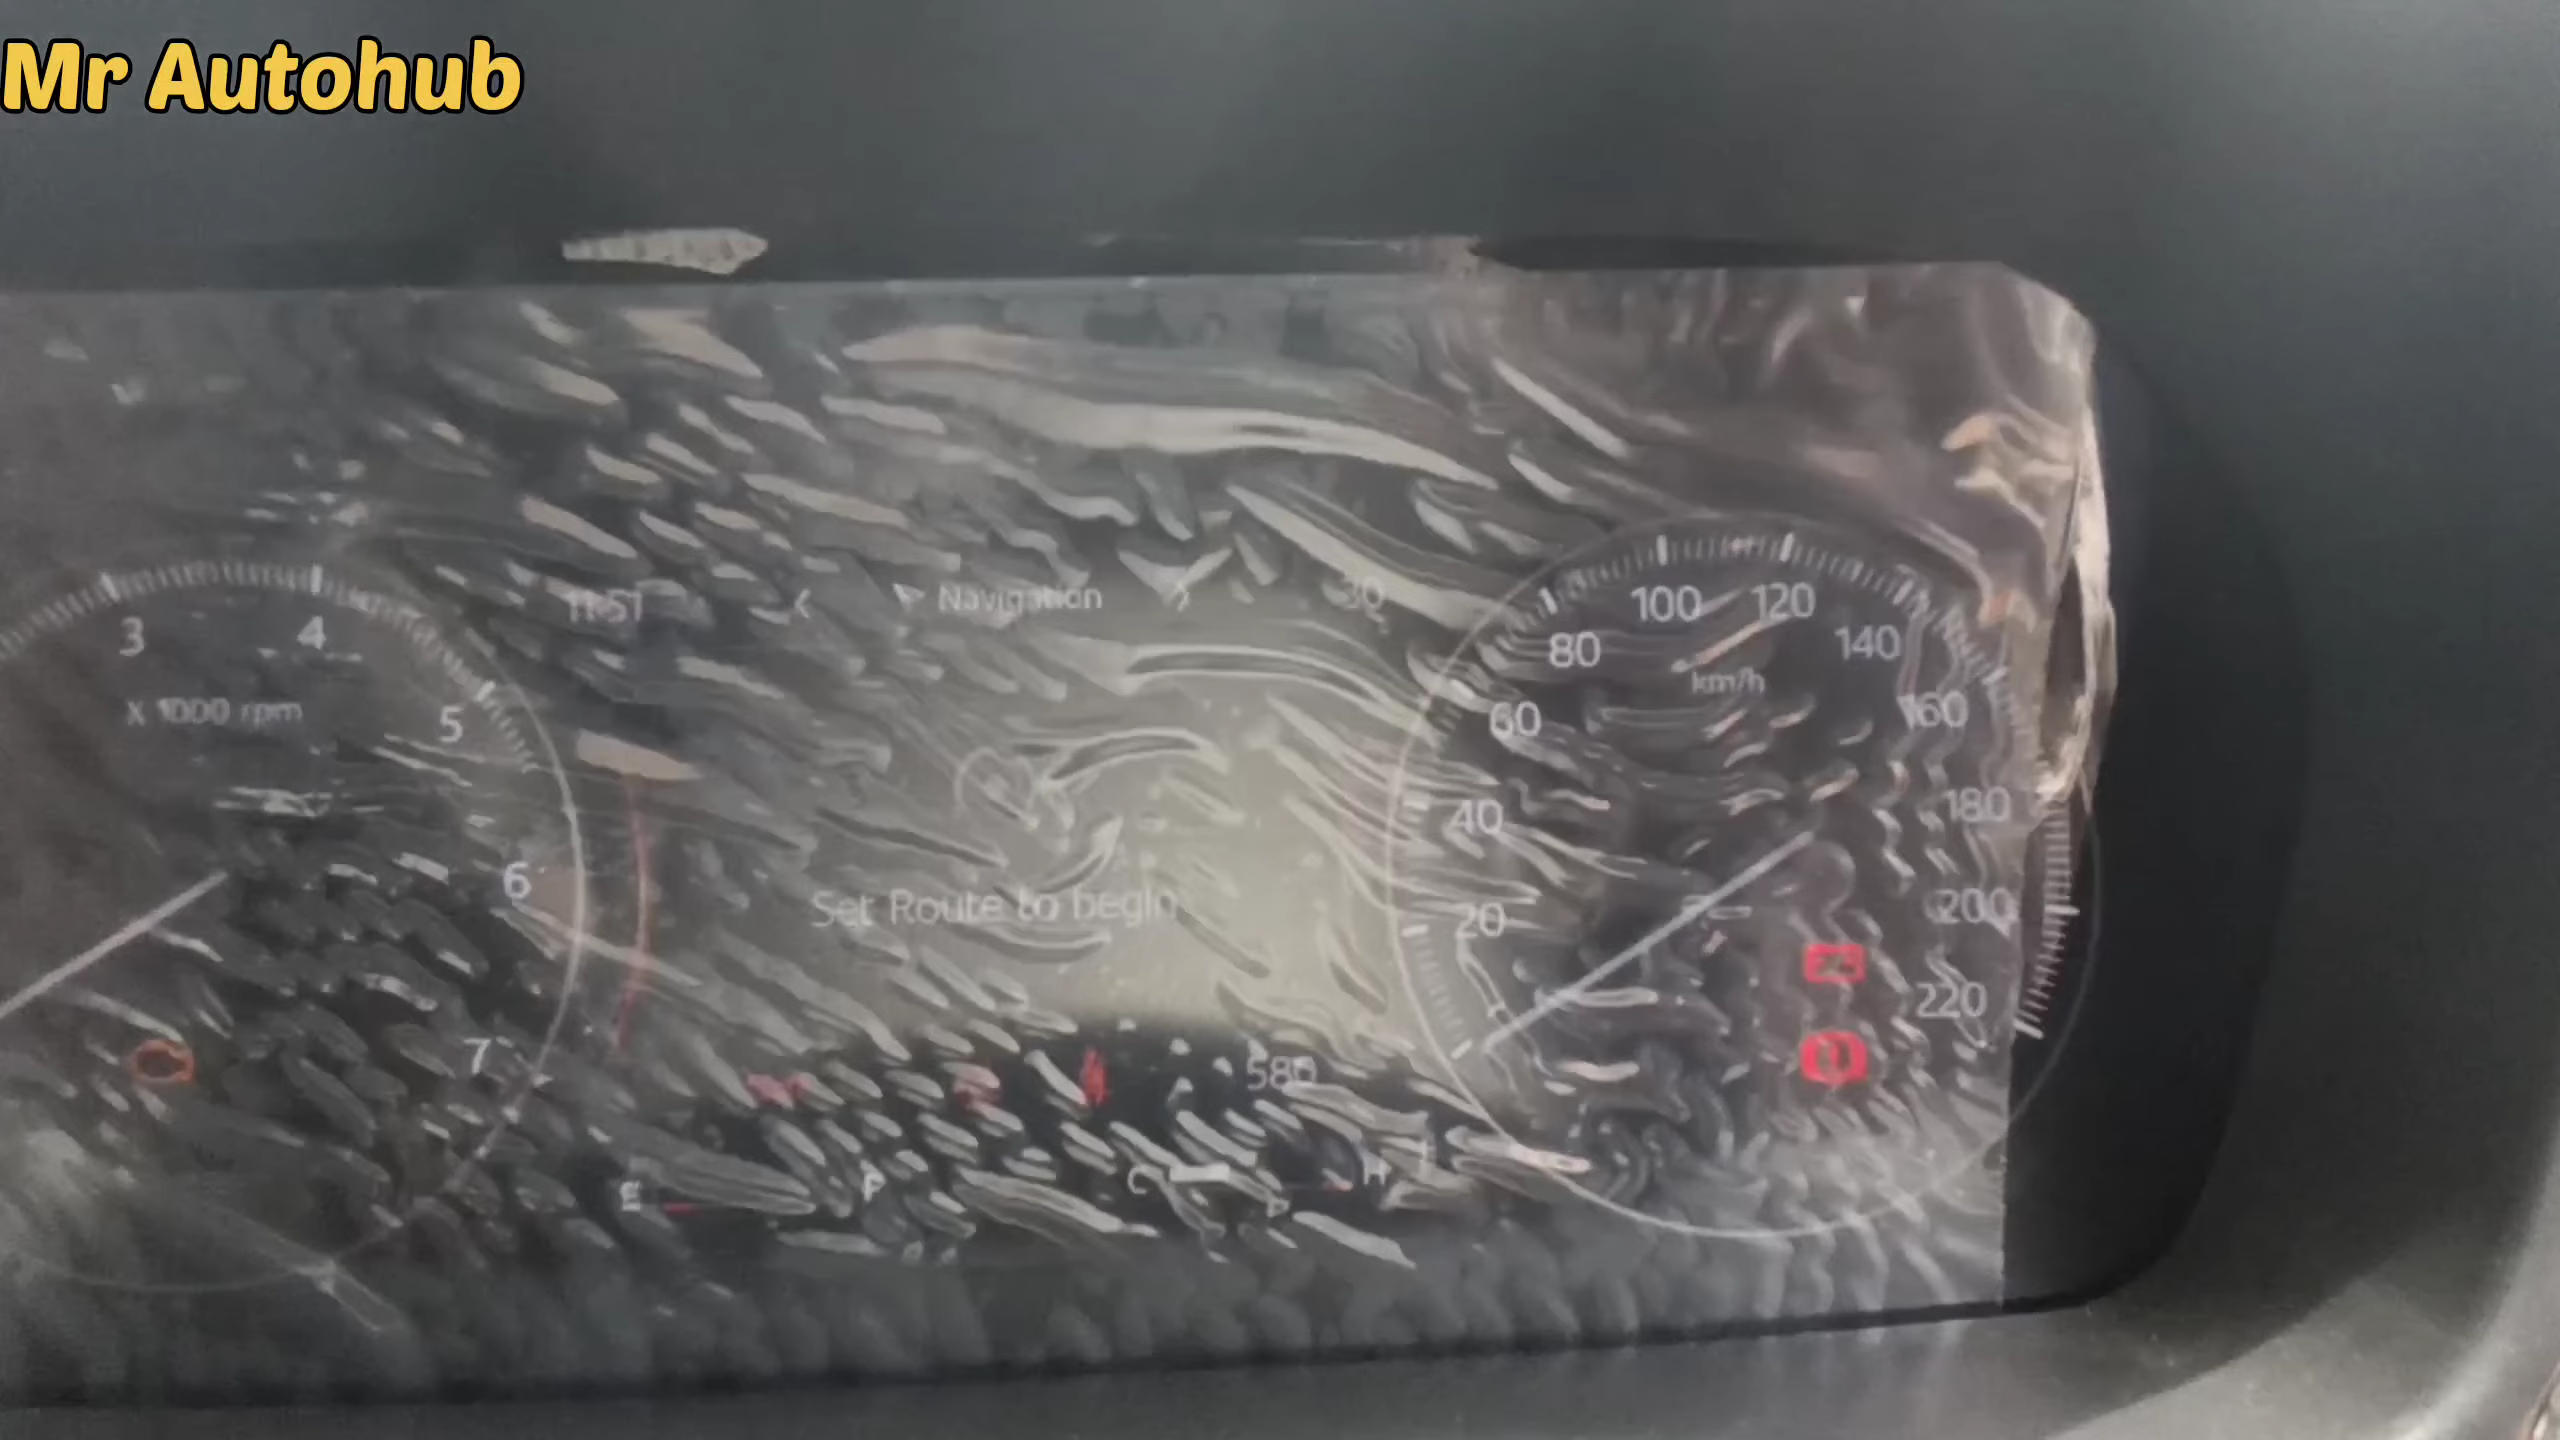 Mr Autohub
11:51
Navigation
30
3
4
5
6
7
x 1000 rpm
Set Route to begin
20
40
60
80
100
120
140
160
180
200
220
km/h
580
E
F
C
H